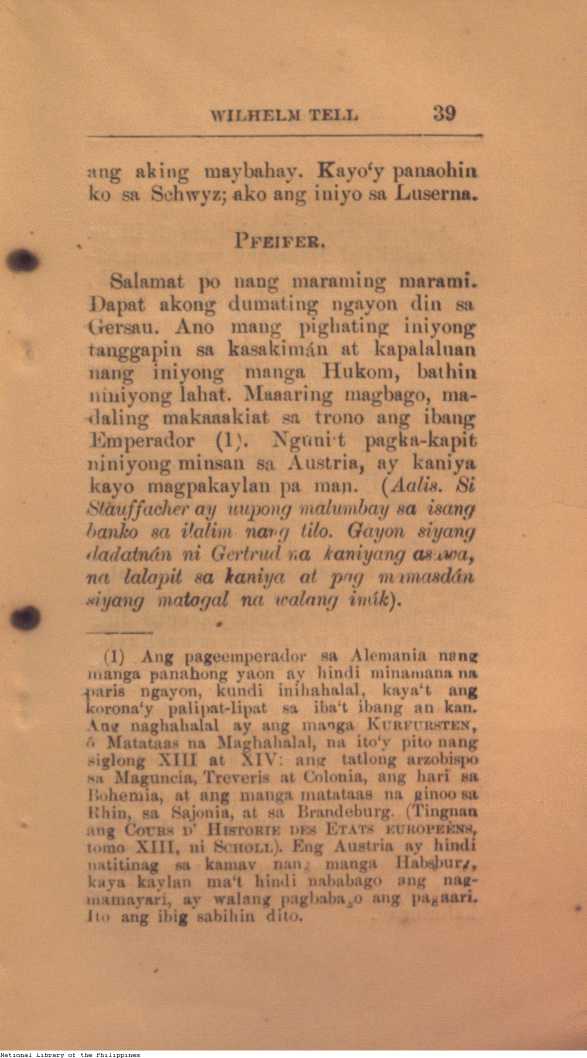 WILHELM TELL 39
ang aking maybahay. Kayo‘y panaohin
ko sa Schwyz; ako ang iniyo sa Luserna.
PFEIFER.
Salamat po nang maraming marami.
Dapat akong dumating ngayon din sa
Gersau. Ano mang pighating iniyong
tanggapin sa kasakimán at kapalaluan
nang iniyong manga Hukom, bathin
niniyong lahat. Maaaring magbago, ma-
daling makaaakiat sa trono ang ibang
Emperador (1). Nguni‘t pagka-kapit
niniyong minsan sa Austria, ay kaniya
kayo magpakaylan pa man. (Aalis. Si
Stauffacher ay uupong malumbay sa isang
banko sa ilalim nang tilo. Gayon siyang
dadatnán ni Gertrud na kaniyang asawa,
na lalapit sa kaniya at pag mamasdán
siyang matogal na walang imík).
(1) Ang pageemperador sa Alemania nang
manga panahong yaon ay hindi minamana na
paris ngayon, kundi inihahalal, kaya‘t ang
korona‘y palipat-lipat sa iba‘t ibang an kan.
Ang naghahalal ay ang manga KURFURSTEN,
ó Matataas na Maghahalal, na ito‘y pito nang
siglong XIII at XIV: ang tatlong arzobispo
sa Maguncia, Treveris at Colonia, ang hari sa
Bohemia, at ang manga matataas na ginoo sa
Rhin, sa Sajonia, at sa Brandeburg. (Tingnan
ang COURS D’ HISTORIE DES ETATS EUROPEÈNS,
tomo XIII, ni SCHOLL). Eng Austria ay hindi
natitinag sa kamay nang manga Habsburg,
kaya kaylan ma‘t hindi nababago ang nag-
mamayari, ay walang pagbabago ang pagaari.
Ito ang ibig sabihin dito.
National Library of the Philippines